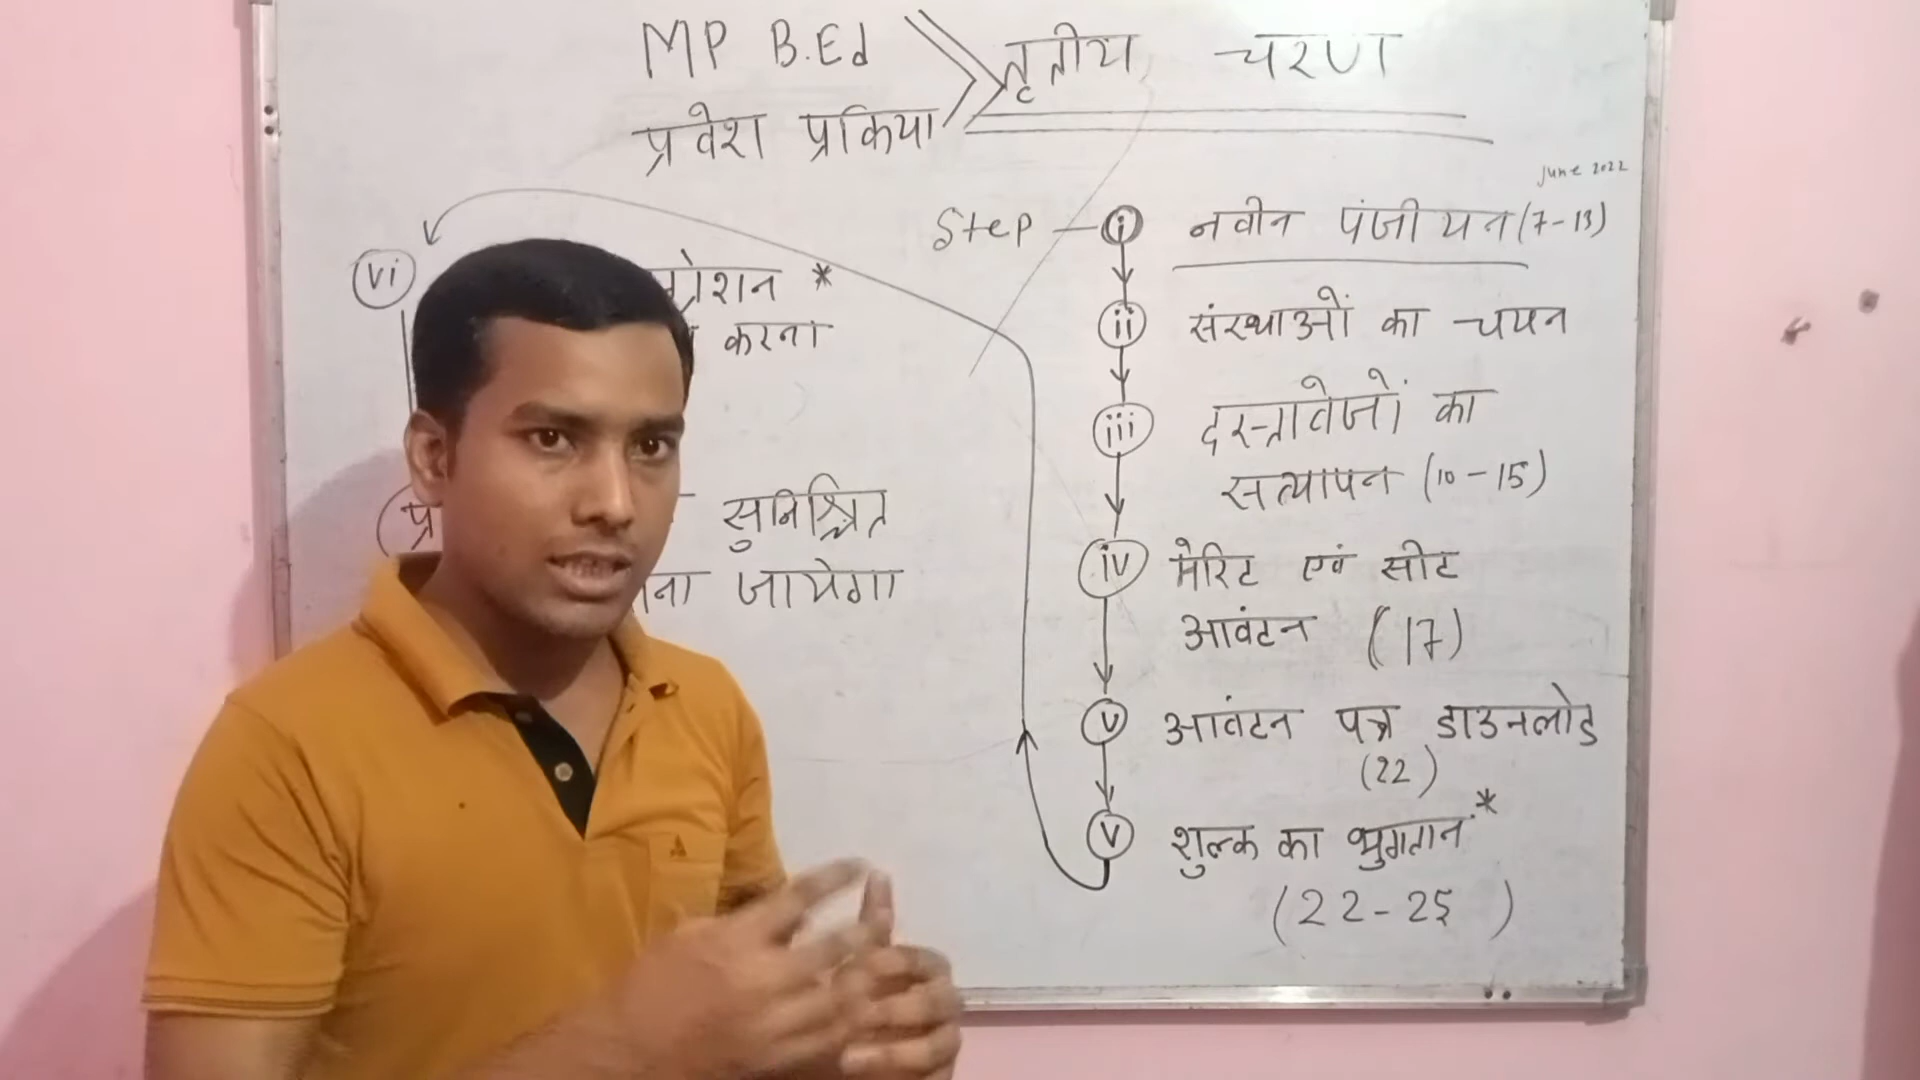 MP B.Ed
प्रवेश प्रकिया
तृतीय चरण
june 2022
Step
i नवीन पंजीयन (7-13)
ii संस्थाओं का चयन
iii दस्तावेजों का
सत्यापन (10-15)
iv मेरिट एवं सीट
आवंटन (17)
v आवंटन पत्र डाउनलोड
(22)
v शुल्क का भुगतान *
(22-25)
vi
*
करना
सुनिश्चित
जायेगा